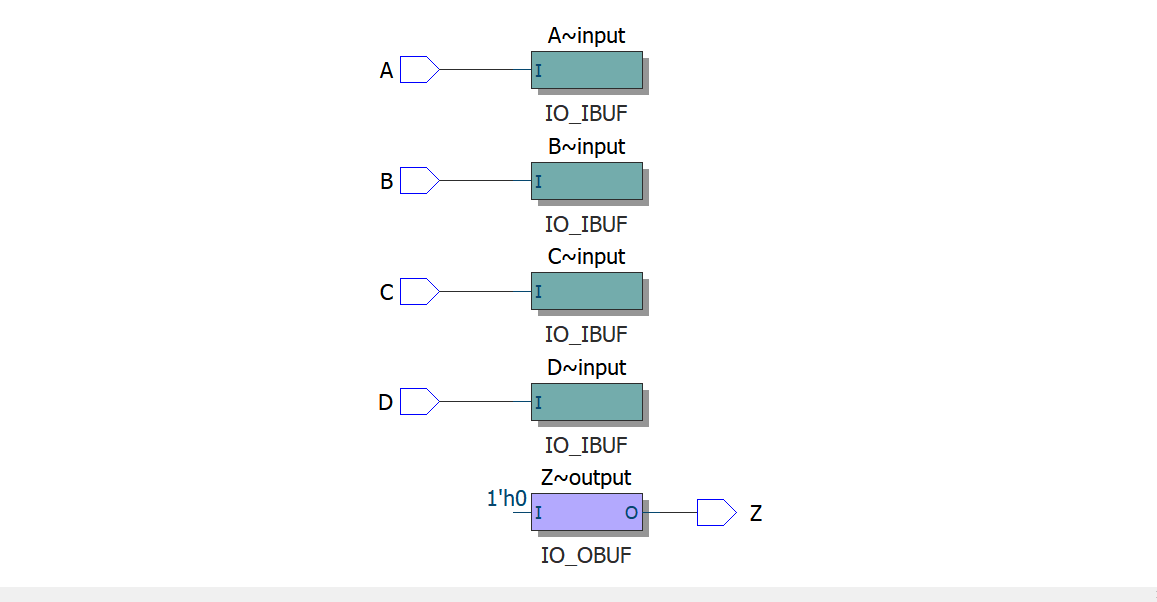 A~input
A
I
IO_IBUF
B~input
B
I
IO_IBUF
C~input
C
I
IO_IBUF
D~input
D
I
IO_IBUF
Z~output
1'h0
I O
Z
IO_OBUF